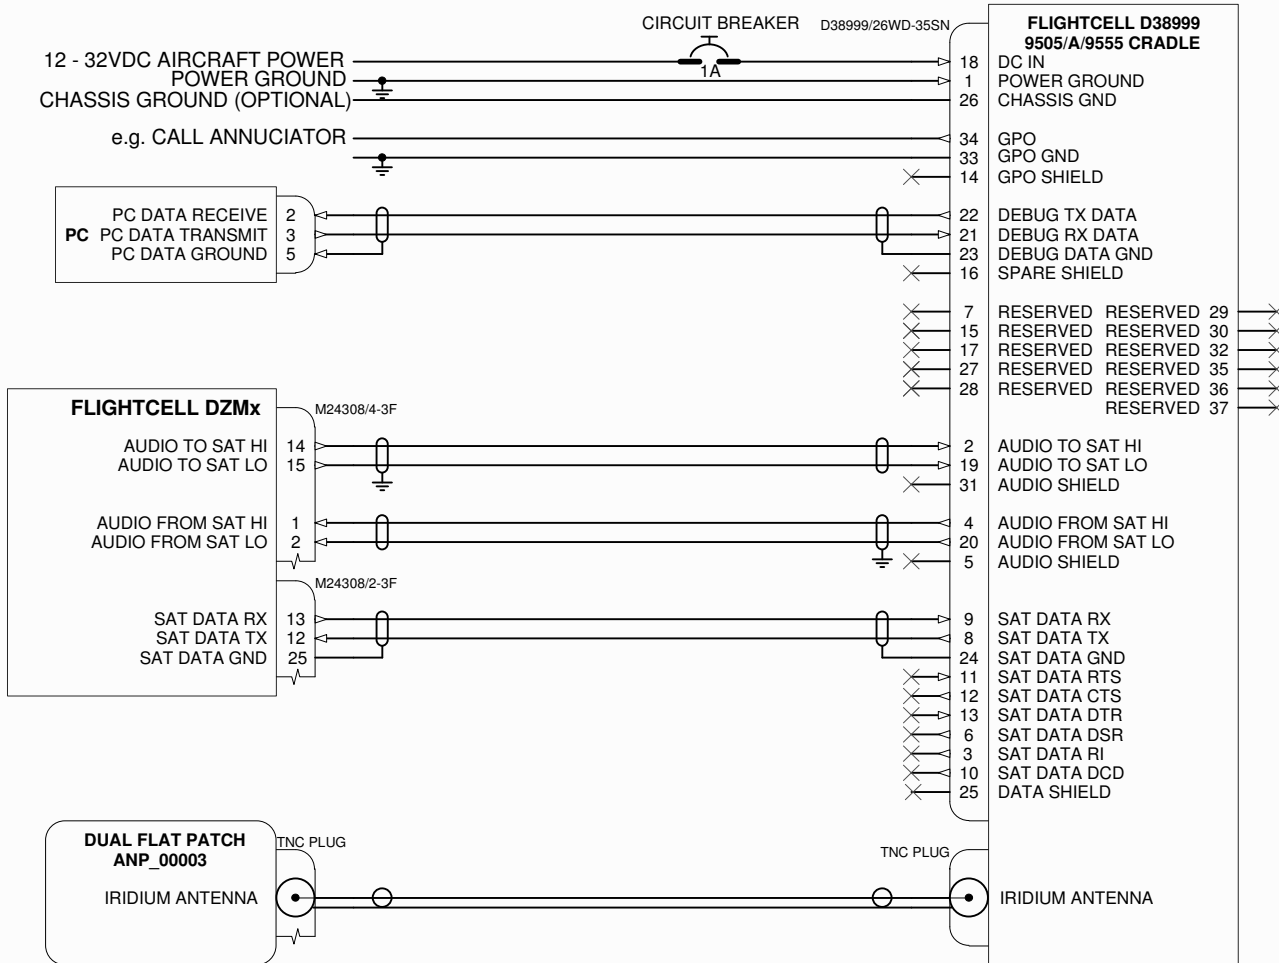 CIRCUIT BREAKER D38999/26WD-35SN
FLIGHTCELL D38999
9505/A/9555 CRADLE
12 - 32VDC AIRCRAFT POWER 1A 18 DC IN
POWER GROUND 1 POWER GROUND
CHASSIS GROUND (OPTIONAL) 26 CHASSIS GND
e.g. CALL ANNUCIATOR 34 GPO
33 GPO GND
14 GPO SHIELD
PC
PC DATA RECEIVE 2 22 DEBUG TX DATA
PC DATA TRANSMIT 3 21 DEBUG RX DATA
PC DATA GROUND 5 23 DEBUG DATA GND
16 SPARE SHIELD
7 RESERVED RESERVED 29
15 RESERVED RESERVED 30
17 RESERVED RESERVED 32
27 RESERVED RESERVED 35
28 RESERVED RESERVED 36
RESERVED 37
FLIGHTCELL DZMx M24308/4-3F
AUDIO TO SAT HI 14 2 AUDIO TO SAT HI
AUDIO TO SAT LO 15 19 AUDIO TO SAT LO
31 AUDIO SHIELD
AUDIO FROM SAT HI 1 4 AUDIO FROM SAT HI
AUDIO FROM SAT LO 2 20 AUDIO FROM SAT LO
5 AUDIO SHIELD
M24308/2-3F
SAT DATA RX 13 9 SAT DATA RX
SAT DATA TX 12 8 SAT DATA TX
SAT DATA GND 25 24 SAT DATA GND
11 SAT DATA RTS
12 SAT DATA CTS
13 SAT DATA DTR
6 SAT DATA DSR
3 SAT DATA RI
10 SAT DATA DCD
25 DATA SHIELD
DUAL FLAT PATCH
ANP_00003
TNC PLUG TNC PLUG
IRIDIUM ANTENNA IRIDIUM ANTENNA